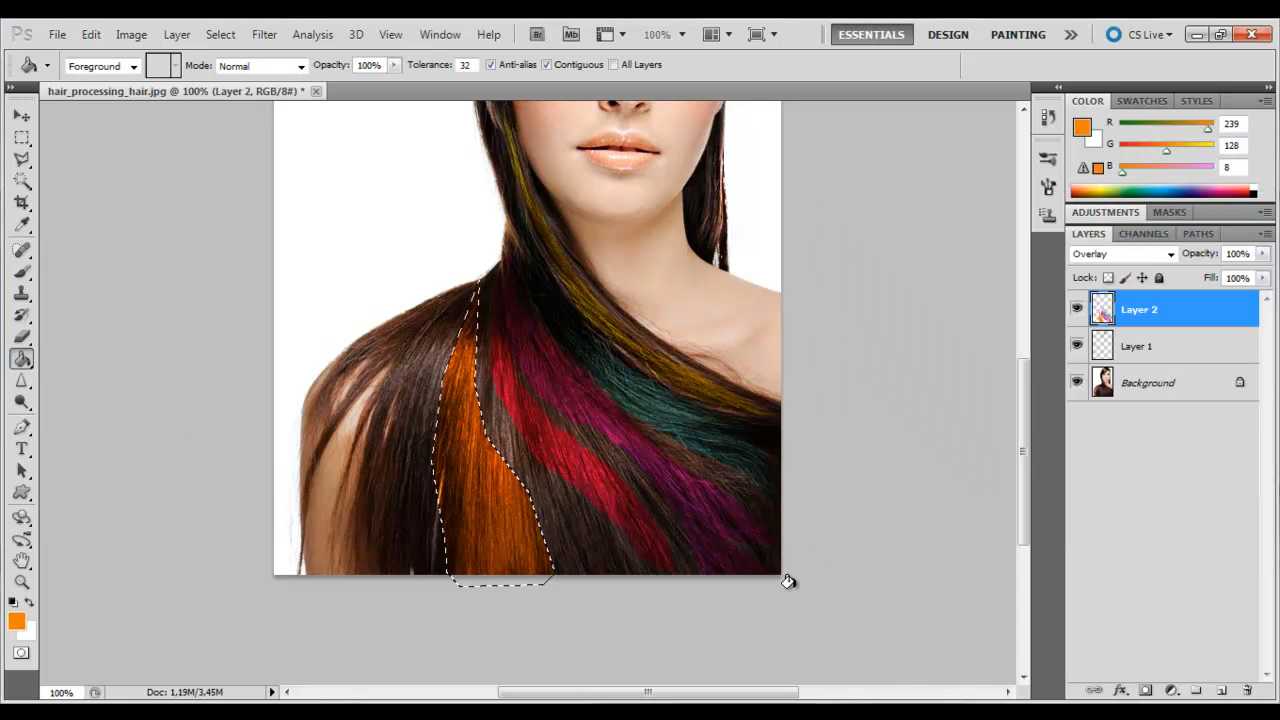 Ps File Edit Image Layer Select Filter Analysis 3D View Window Help Br Mb 100% ESSENTIALS DESIGN PAINTING CS Live
Foreground Mode: Normal Opacity: 100% Tolerance: 32 Anti-alias Contiguous All Layers
hair_processing_hair.jpg @ 100% (Layer 2, RGB/8#) *
COLOR SWATCHES STYLES
R 239
G 128
B 8
ADJUSTMENTS MASKS
LAYERS CHANNELS PATHS
Overlay Opacity: 100%
Lock: Fill: 100%
Layer 2
Layer 1
Background
T
fx
100% Doc: 1,19M/3,45M